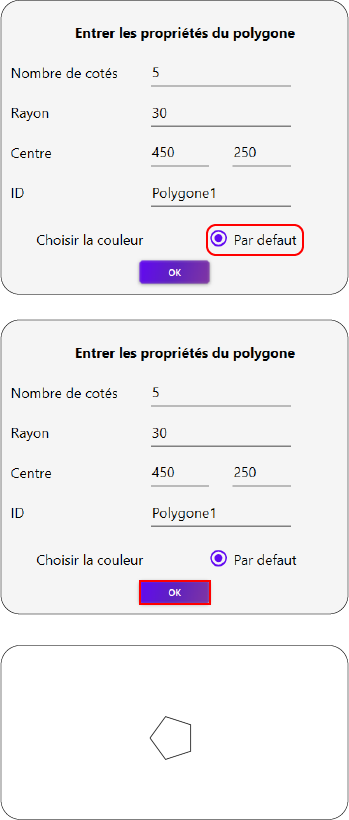 Entrer les propriétés du polygone
Nombre de cotés 5
Rayon 30
Centre 450 250
ID Polygone1
Choisir la couleur Par defaut
OK
Entrer les propriétés du polygone
Nombre de cotés 5
Rayon 30
Centre 450 250
ID Polygone1
Choisir la couleur Par defaut
OK